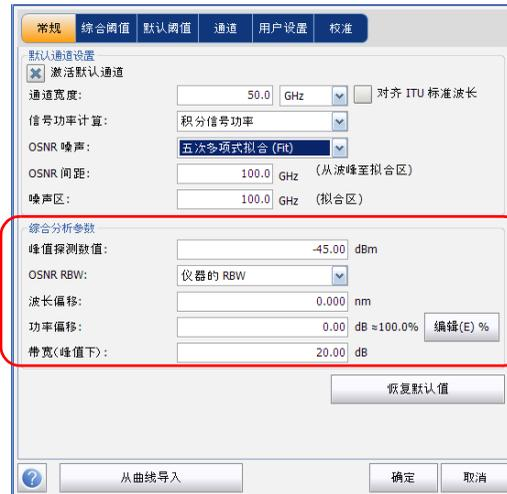 常规 综合阈值 默认阈值 通道 用户设置 校准
默认通道设置
激活默认通道
通道宽度: 50.0 GHz 对齐 ITU 标准波长
信号功率计算: 积分信号功率
OSNR 噪声: 五次多项式拟合 (Fit)
OSNR 间距: 100.0 GHz (从波峰至拟合区)
噪声区: 100.0 GHz (拟合区)
综合分析参数
峰值探测数值: -45.00 dBm
OSNR RBW: 仪器的 RBW
波长偏移: 0.000 nm
功率偏移: 0.00 dB ≈100.0% 编辑(E) %
带宽(峰值下): 20.00 dB
恢复默认值
? 从曲线导入 确定 取消